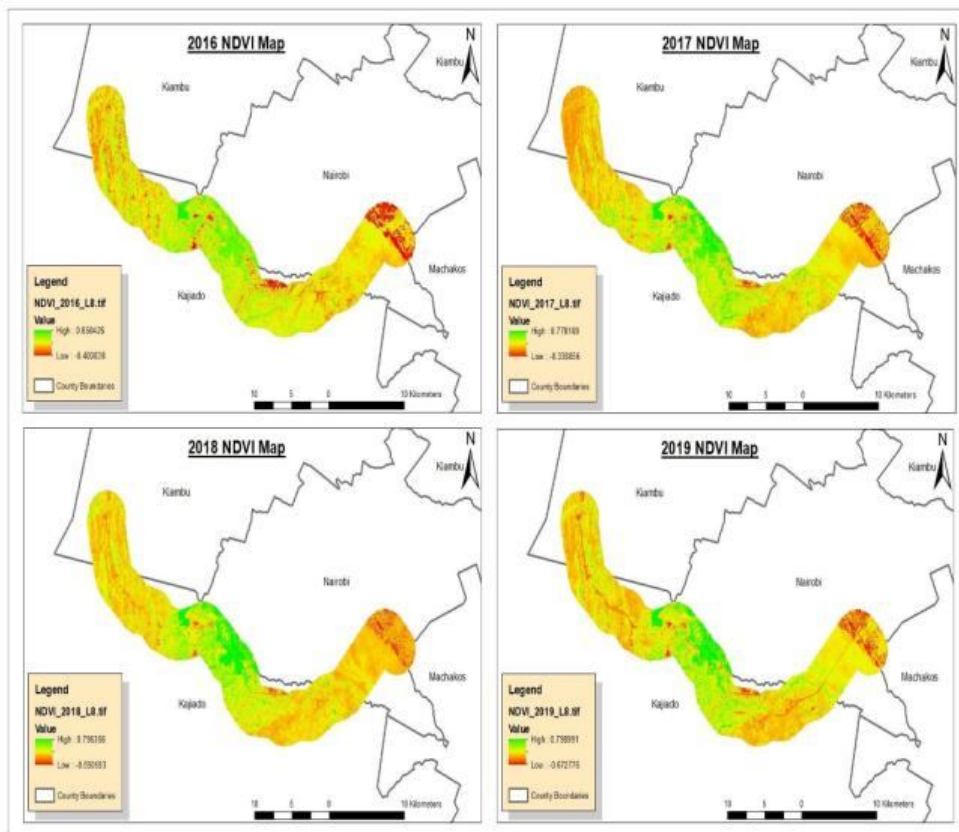 2016 NDVI Map
N
Kiambu
Kiambu
Nairobi
Machakos
Kajiado
Legend
NDVI_2016_L8.tif
Value
High :
Low :
County Boundaries
10 5 0 10 Kilometers
2017 NDVI Map
N
Kiambu
Kiambu
Nairobi
Machakos
Kajiado
Legend
NDVI_2017_L8.tif
Value
High :
Low :
County Boundaries
10 5 0 10 Kilometers
2018 NDVI Map
N
Kiambu
Kiambu
Nairobi
Machakos
Kajiado
Legend
NDVI_2018_L8.tif
Value
High :
Low :
County Boundaries
10 5 0 10 Kilometers
2019 NDVI Map
N
Kiambu
Kiambu
Nairobi
Machakos
Kajiado
Legend
NDVI_2019_L8.tif
Value
High :
Low :
County Boundaries
10 5 0 10 Kilometers